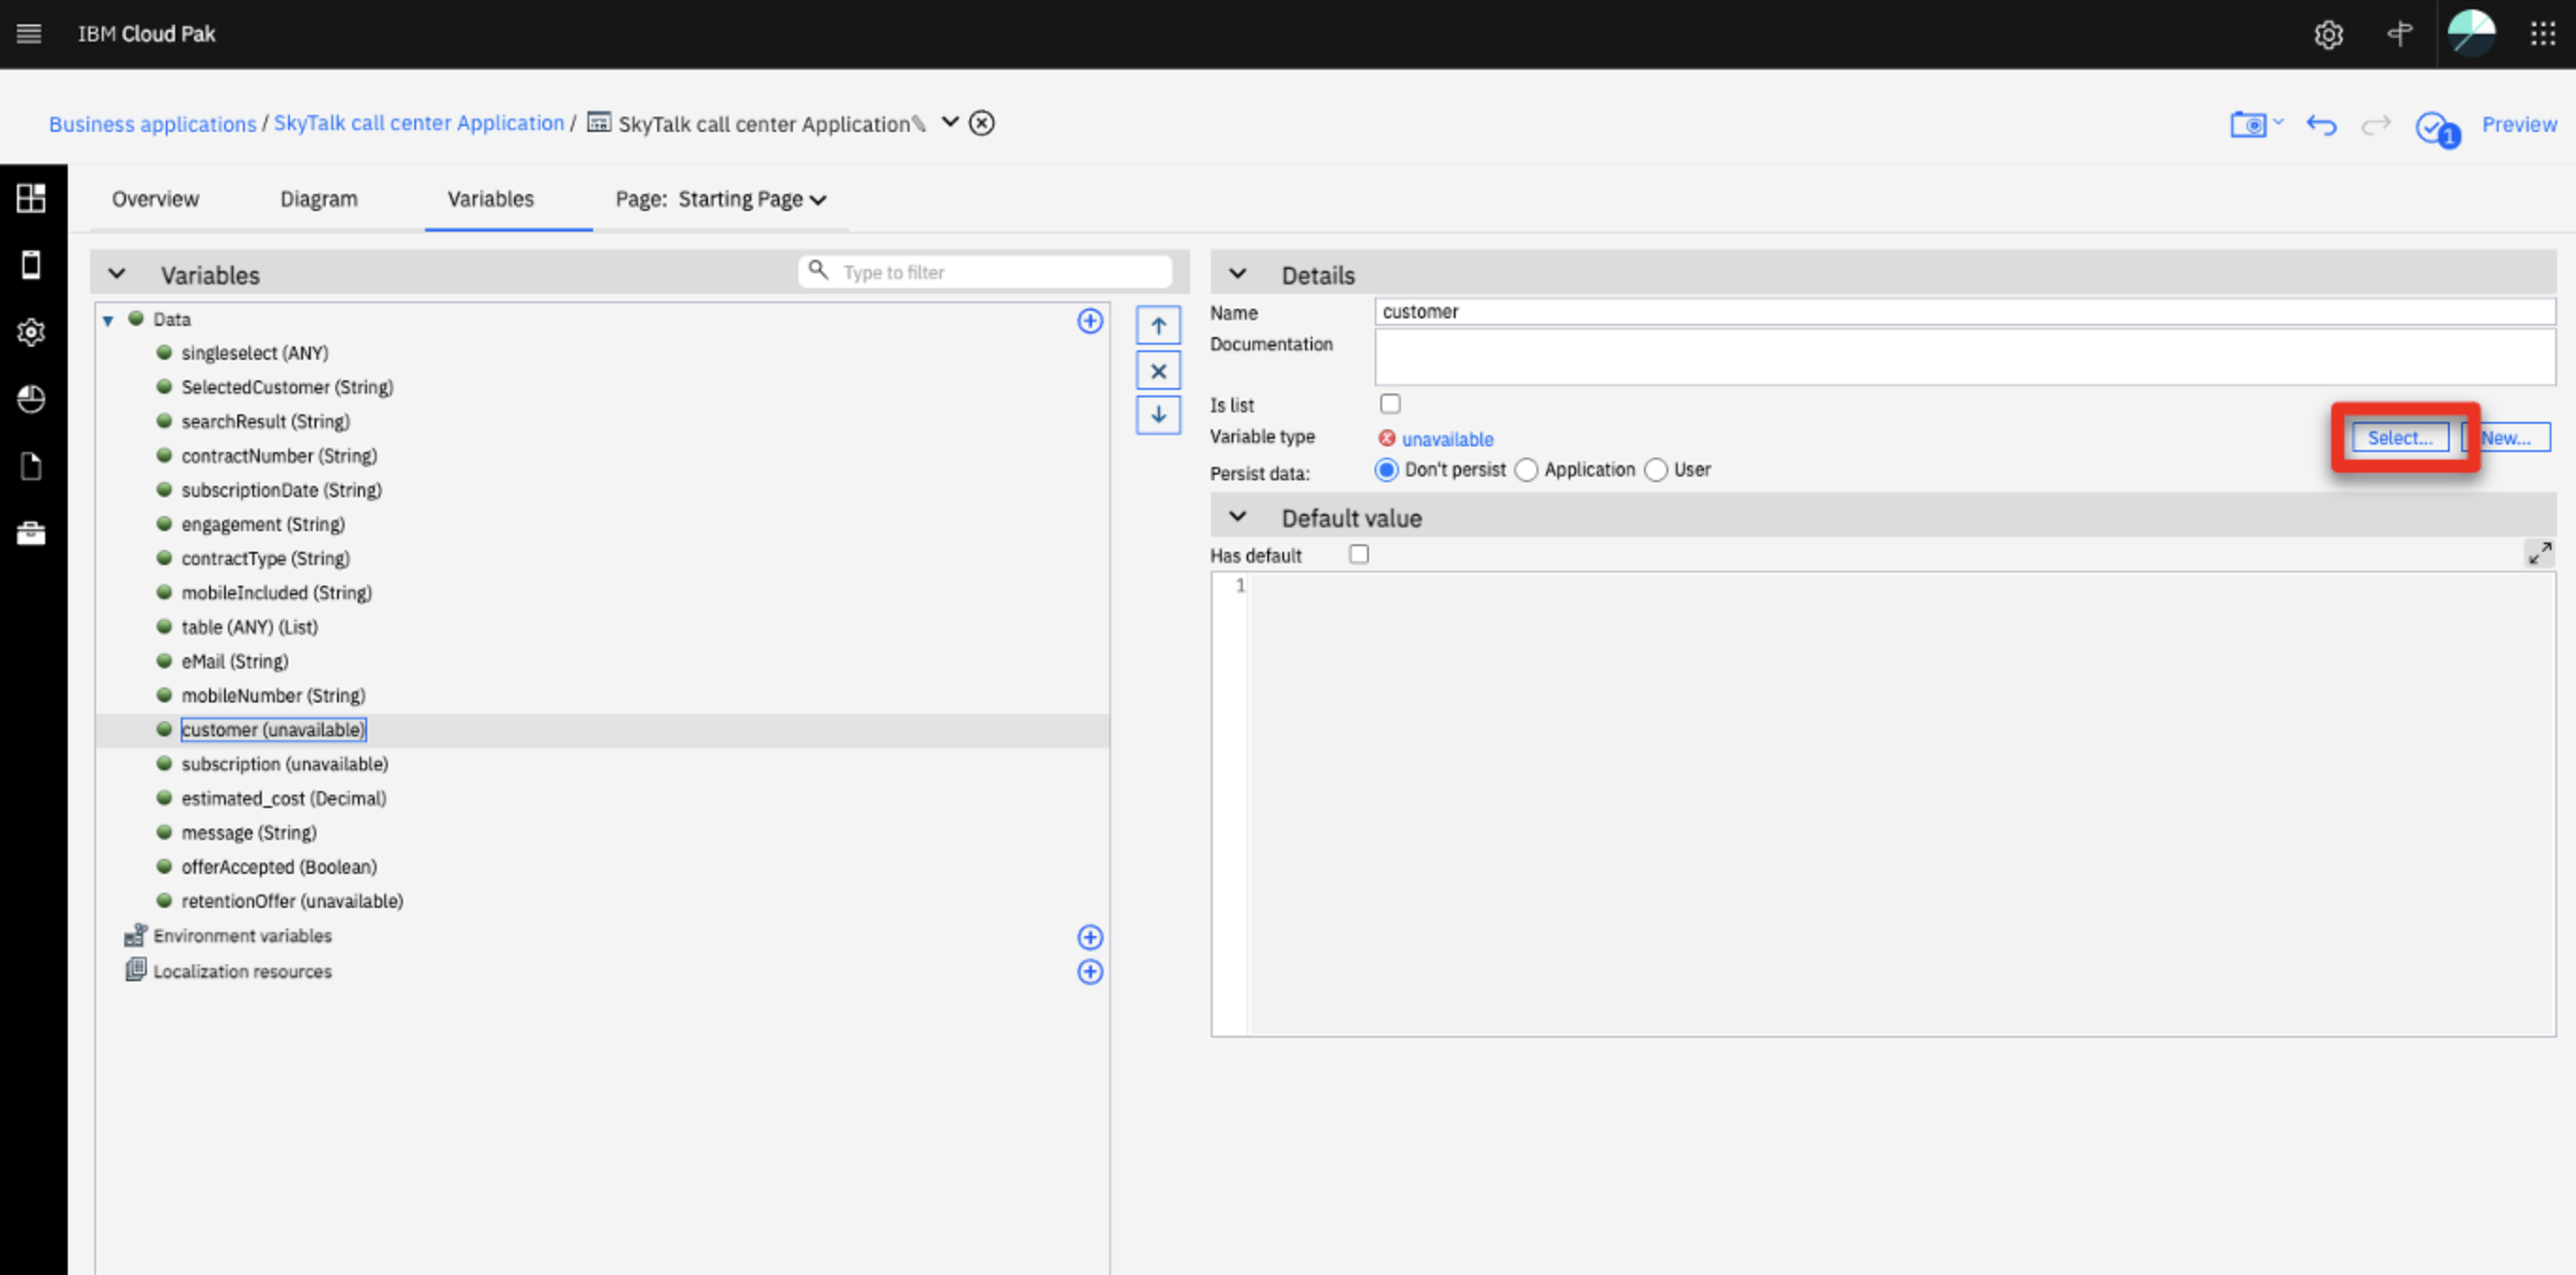 IBM Cloud Pak
Business applications / SkyTalk call center Application / SkyTalk call center Application
1
Preview
Overview Diagram Variables Page: Starting Page
Variables
Type to filter
Data
singleselect (ANY)
SelectedCustomer (String)
searchResult (String)
contractNumber (String)
subscriptionDate (String)
engagement (String)
contractType (String)
mobileIncluded (String)
table (ANY) (List)
eMail (String)
mobileNumber (String)
customer (unavailable)
subscription (unavailable)
estimated_cost (Decimal)
message (String)
offerAccepted (Boolean)
retentionOffer (unavailable)
Environment variables
Localization resources
Details
Name customer
Documentation
Is list
Variable type unavailable Select... New...
Persist data: Don't persist Application User
Default value
Has default
1